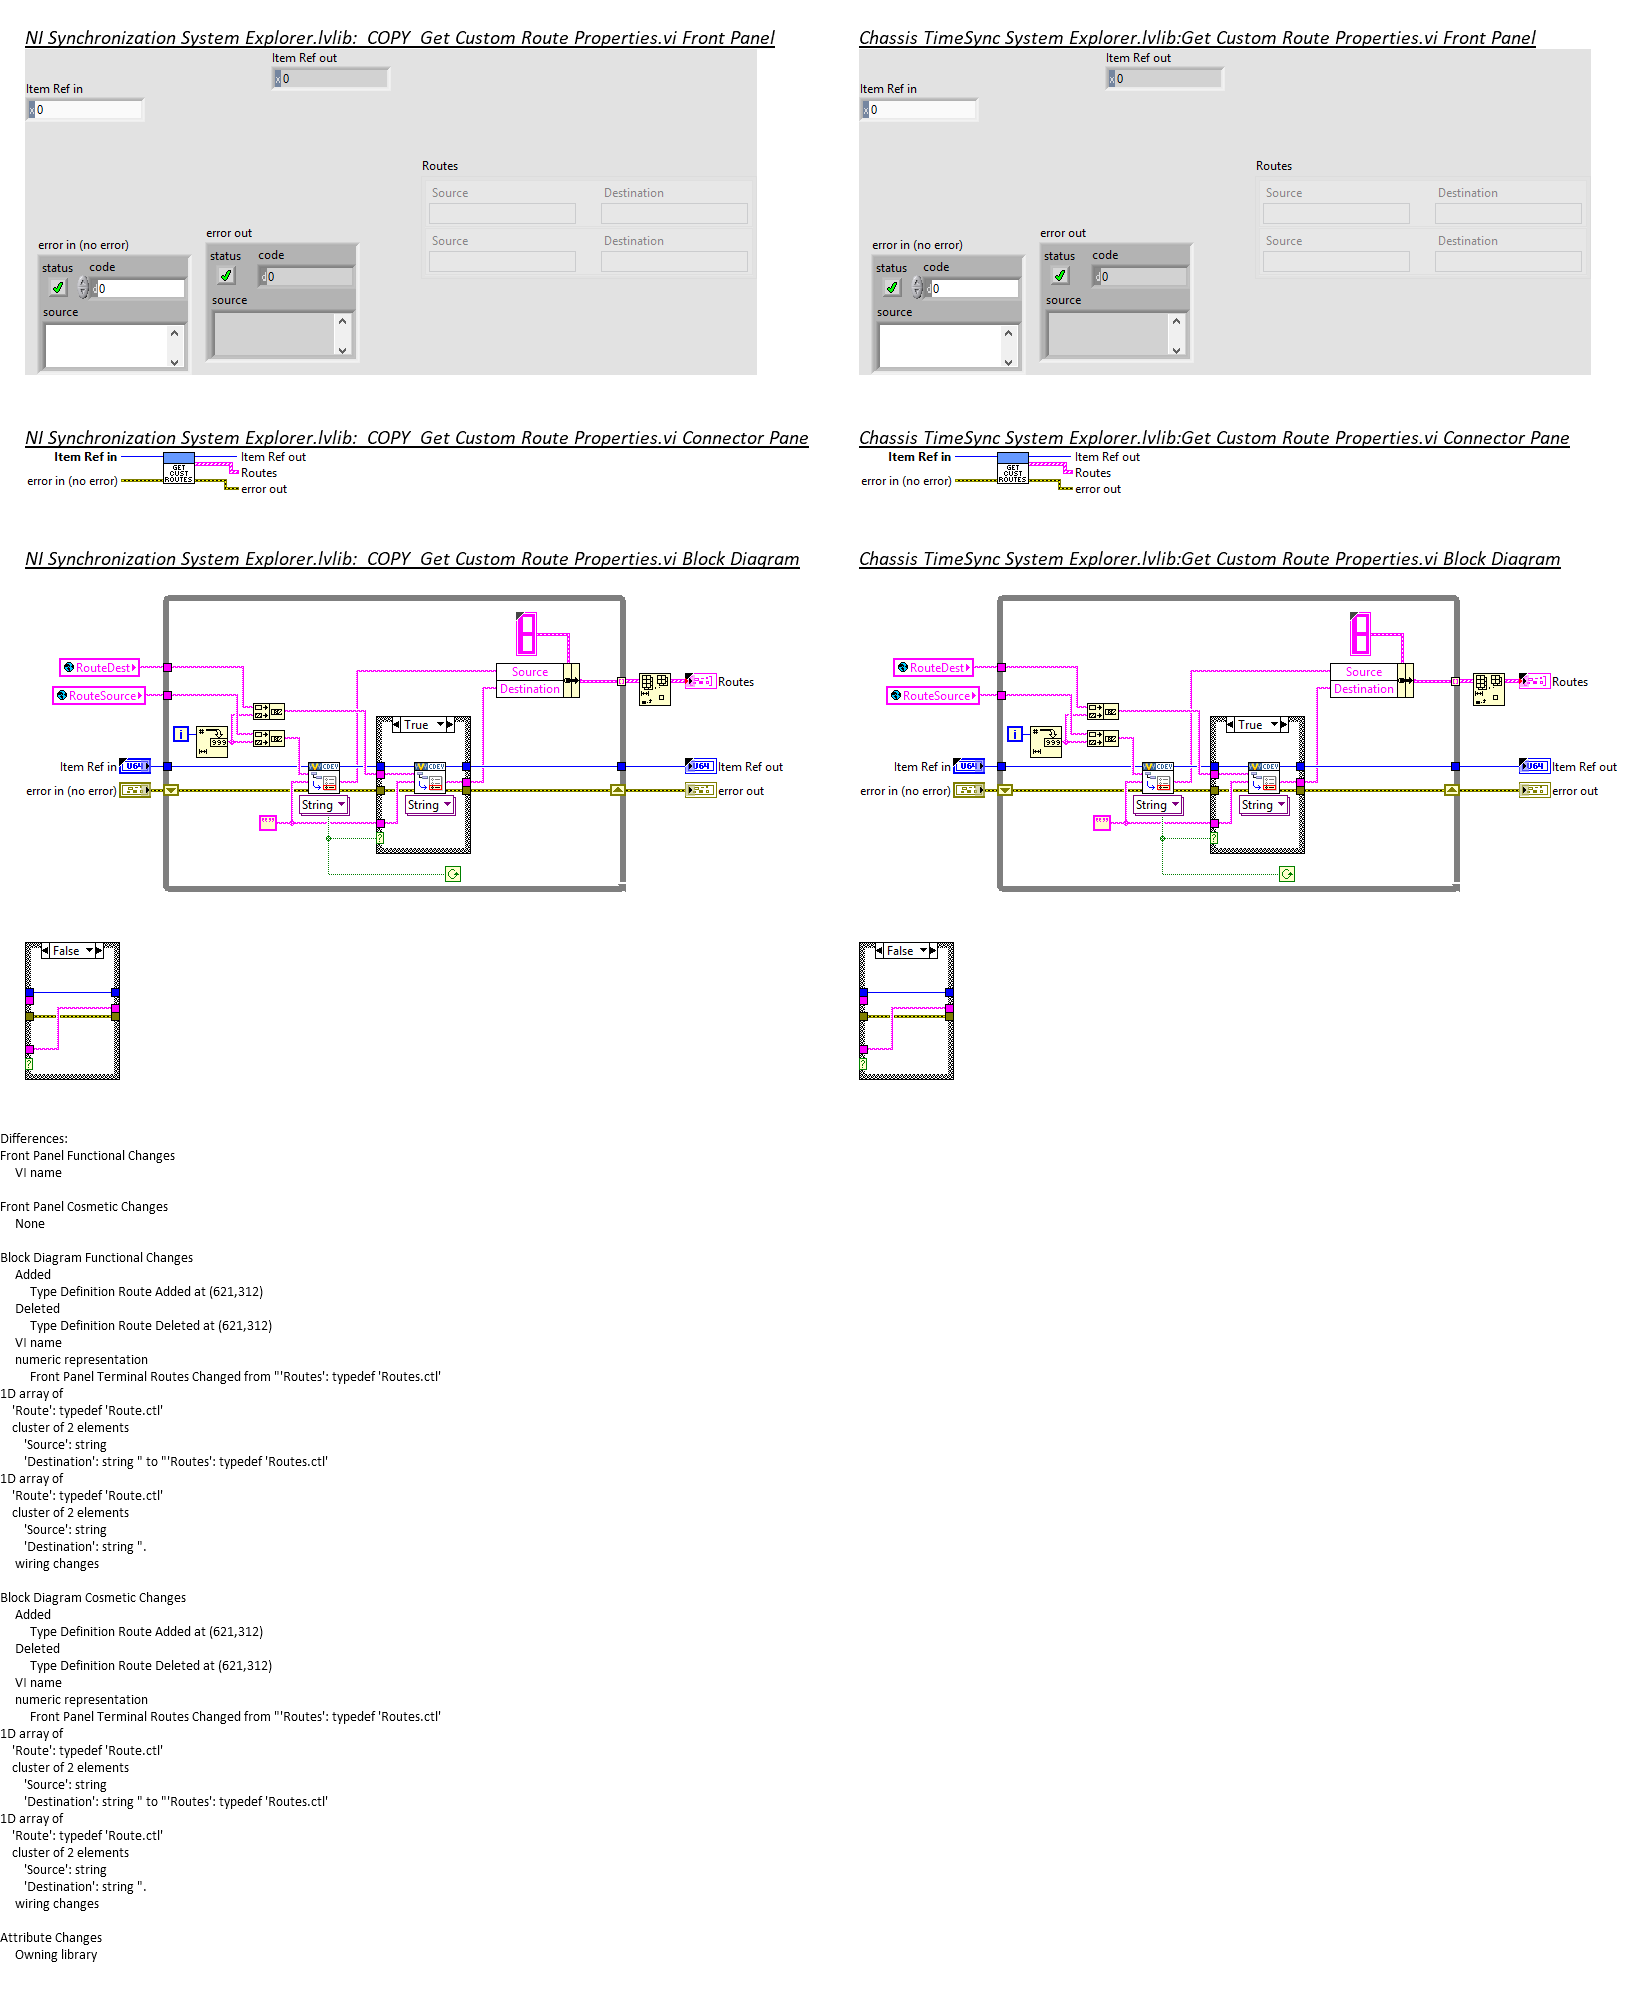 NI Synchronization System Explorer.lvlib:_COPY_Get Custom Route Properties.vi Front Panel
Chassis TimeSync System Explorer.lvlib:Get Custom Route Properties.vi Front Panel
Item Ref out
x 0
Item Ref in
x 0
Routes
Source Destination
Source Destination
error in (no error)
status code
d 0
source
error out
status code
d 0
source
Item Ref out
x 0
Item Ref in
x 0
Routes
Source Destination
Source Destination
error in (no error)
status code
d 0
source
error out
status code
d 0
source
NI Synchronization System Explorer.lvlib:_COPY_Get Custom Route Properties.vi Connector Pane
Item Ref in
error in (no error)
GET
CUST
ROUTES
Item Ref out
Routes
error out
Chassis TimeSync System Explorer.lvlib:Get Custom Route Properties.vi Connector Pane
Item Ref in
error in (no error)
GET
CUST
ROUTES
Item Ref out
Routes
error out
NI Synchronization System Explorer.lvlib:_COPY_Get Custom Route Properties.vi Block Diagram
RouteDest
RouteSource
Source
Destination
Routes
True
i
#
999
Item Ref in
U64
CDEV
CDEV
U64
Item Ref out
error in (no error)
String
String
error out
?
False
?
Chassis TimeSync System Explorer.lvlib:Get Custom Route Properties.vi Block Diagram
RouteDest
RouteSource
Source
Destination
Routes
True
i
#
999
Item Ref in
U64
CDEV
CDEV
U64
Item Ref out
error in (no error)
String
String
error out
?
False
?
Differences:
Front Panel Functional Changes
VI name
Front Panel Cosmetic Changes
None
Block Diagram Functional Changes
Added
Type Definition Route Added at (621,312)
Deleted
Type Definition Route Deleted at (621,312)
VI name
numeric representation
Front Panel Terminal Routes Changed from "'Routes': typedef 'Routes.ctl'
1D array of
'Route': typedef 'Route.ctl'
cluster of 2 elements
'Source': string
'Destination': string " to "'Routes': typedef 'Routes.ctl'
1D array of
'Route': typedef 'Route.ctl'
cluster of 2 elements
'Source': string
'Destination': string ".
wiring changes
Block Diagram Cosmetic Changes
Added
Type Definition Route Added at (621,312)
Deleted
Type Definition Route Deleted at (621,312)
VI name
numeric representation
Front Panel Terminal Routes Changed from "'Routes': typedef 'Routes.ctl'
1D array of
'Route': typedef 'Route.ctl'
cluster of 2 elements
'Source': string
'Destination': string " to "'Routes': typedef 'Routes.ctl'
1D array of
'Route': typedef 'Route.ctl'
cluster of 2 elements
'Source': string
'Destination': string ".
wiring changes
Attribute Changes
Owning library